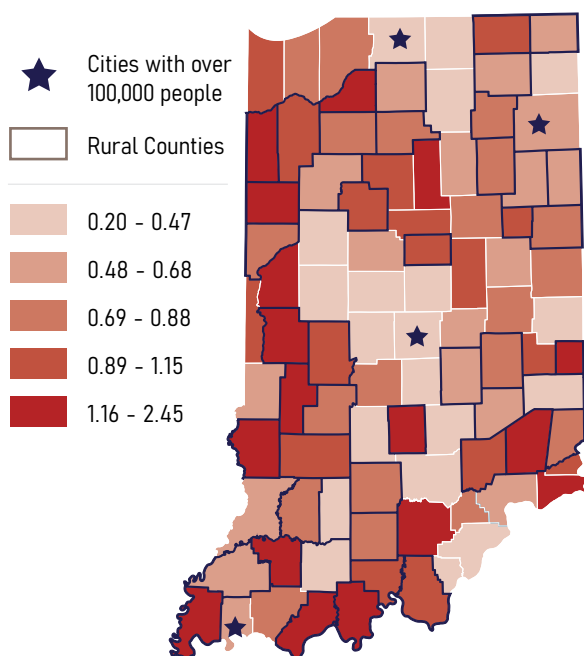 Cities with over
100,000 people
Rural Counties
0.20 - 0.47
0.48 - 0.68
0.69 - 0.88
0.89 - 1.15
1.16 - 2.45